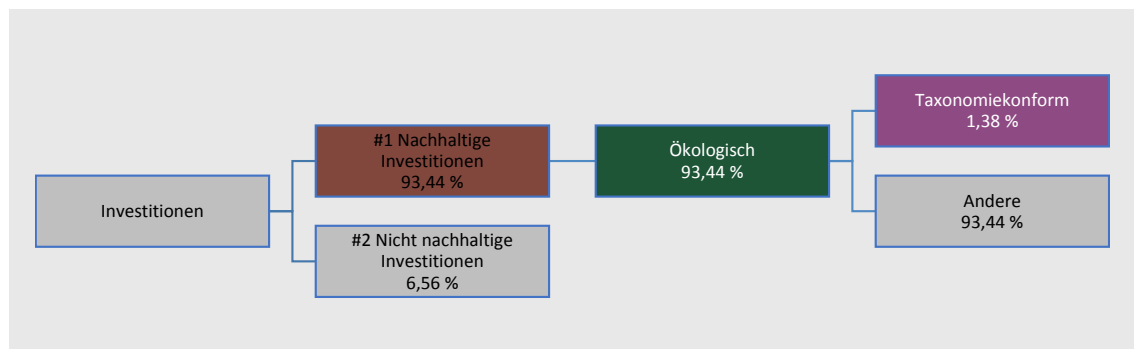 Investitionen
#1 Nachhaltige
Investitionen
93,44 %
#2 Nicht nachhaltige
Investitionen
6,56 %
Ökologisch
93,44 %
Taxonomiekonform
1,38 %
Andere
93,44 %